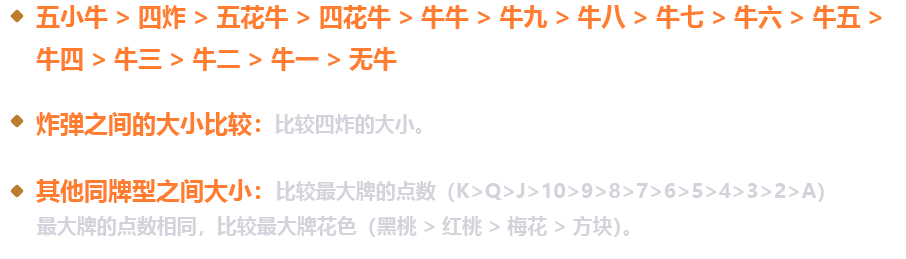 五小牛 > 四炸 > 五花牛 > 四花牛 > 牛牛 > 牛九 > 牛八 > 牛七 > 牛六 > 牛五 >
牛四 > 牛三 > 牛二 > 牛一 > 无牛
炸弹之间的大小比较：比较四炸的大小。
其他同牌型之间大小：比较最大牌的点数（K>Q>J>10>9>8>7>6>5>4>3>2>A）
最大牌的点数相同，比较最大牌花色（黑桃 > 红桃 > 梅花 > 方块）。